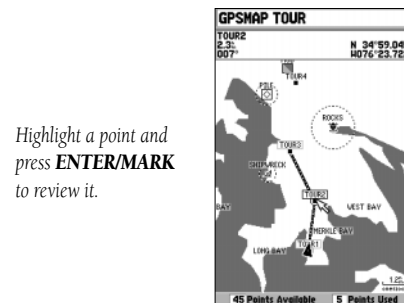 Highlight a point and
press ENTER/MARK
to review it.
GPSMAP TOUR
TOUR2
2.3
007°
N 34°59.04
W076°23.72
TOUR4
PILE
ROCKS
TOUR3
SHIPWRECK
TOUR2
BAY
WEST BAY
MERKLE BAY
LONG BAY
TOUR1
45 Points Available 5 Points Used